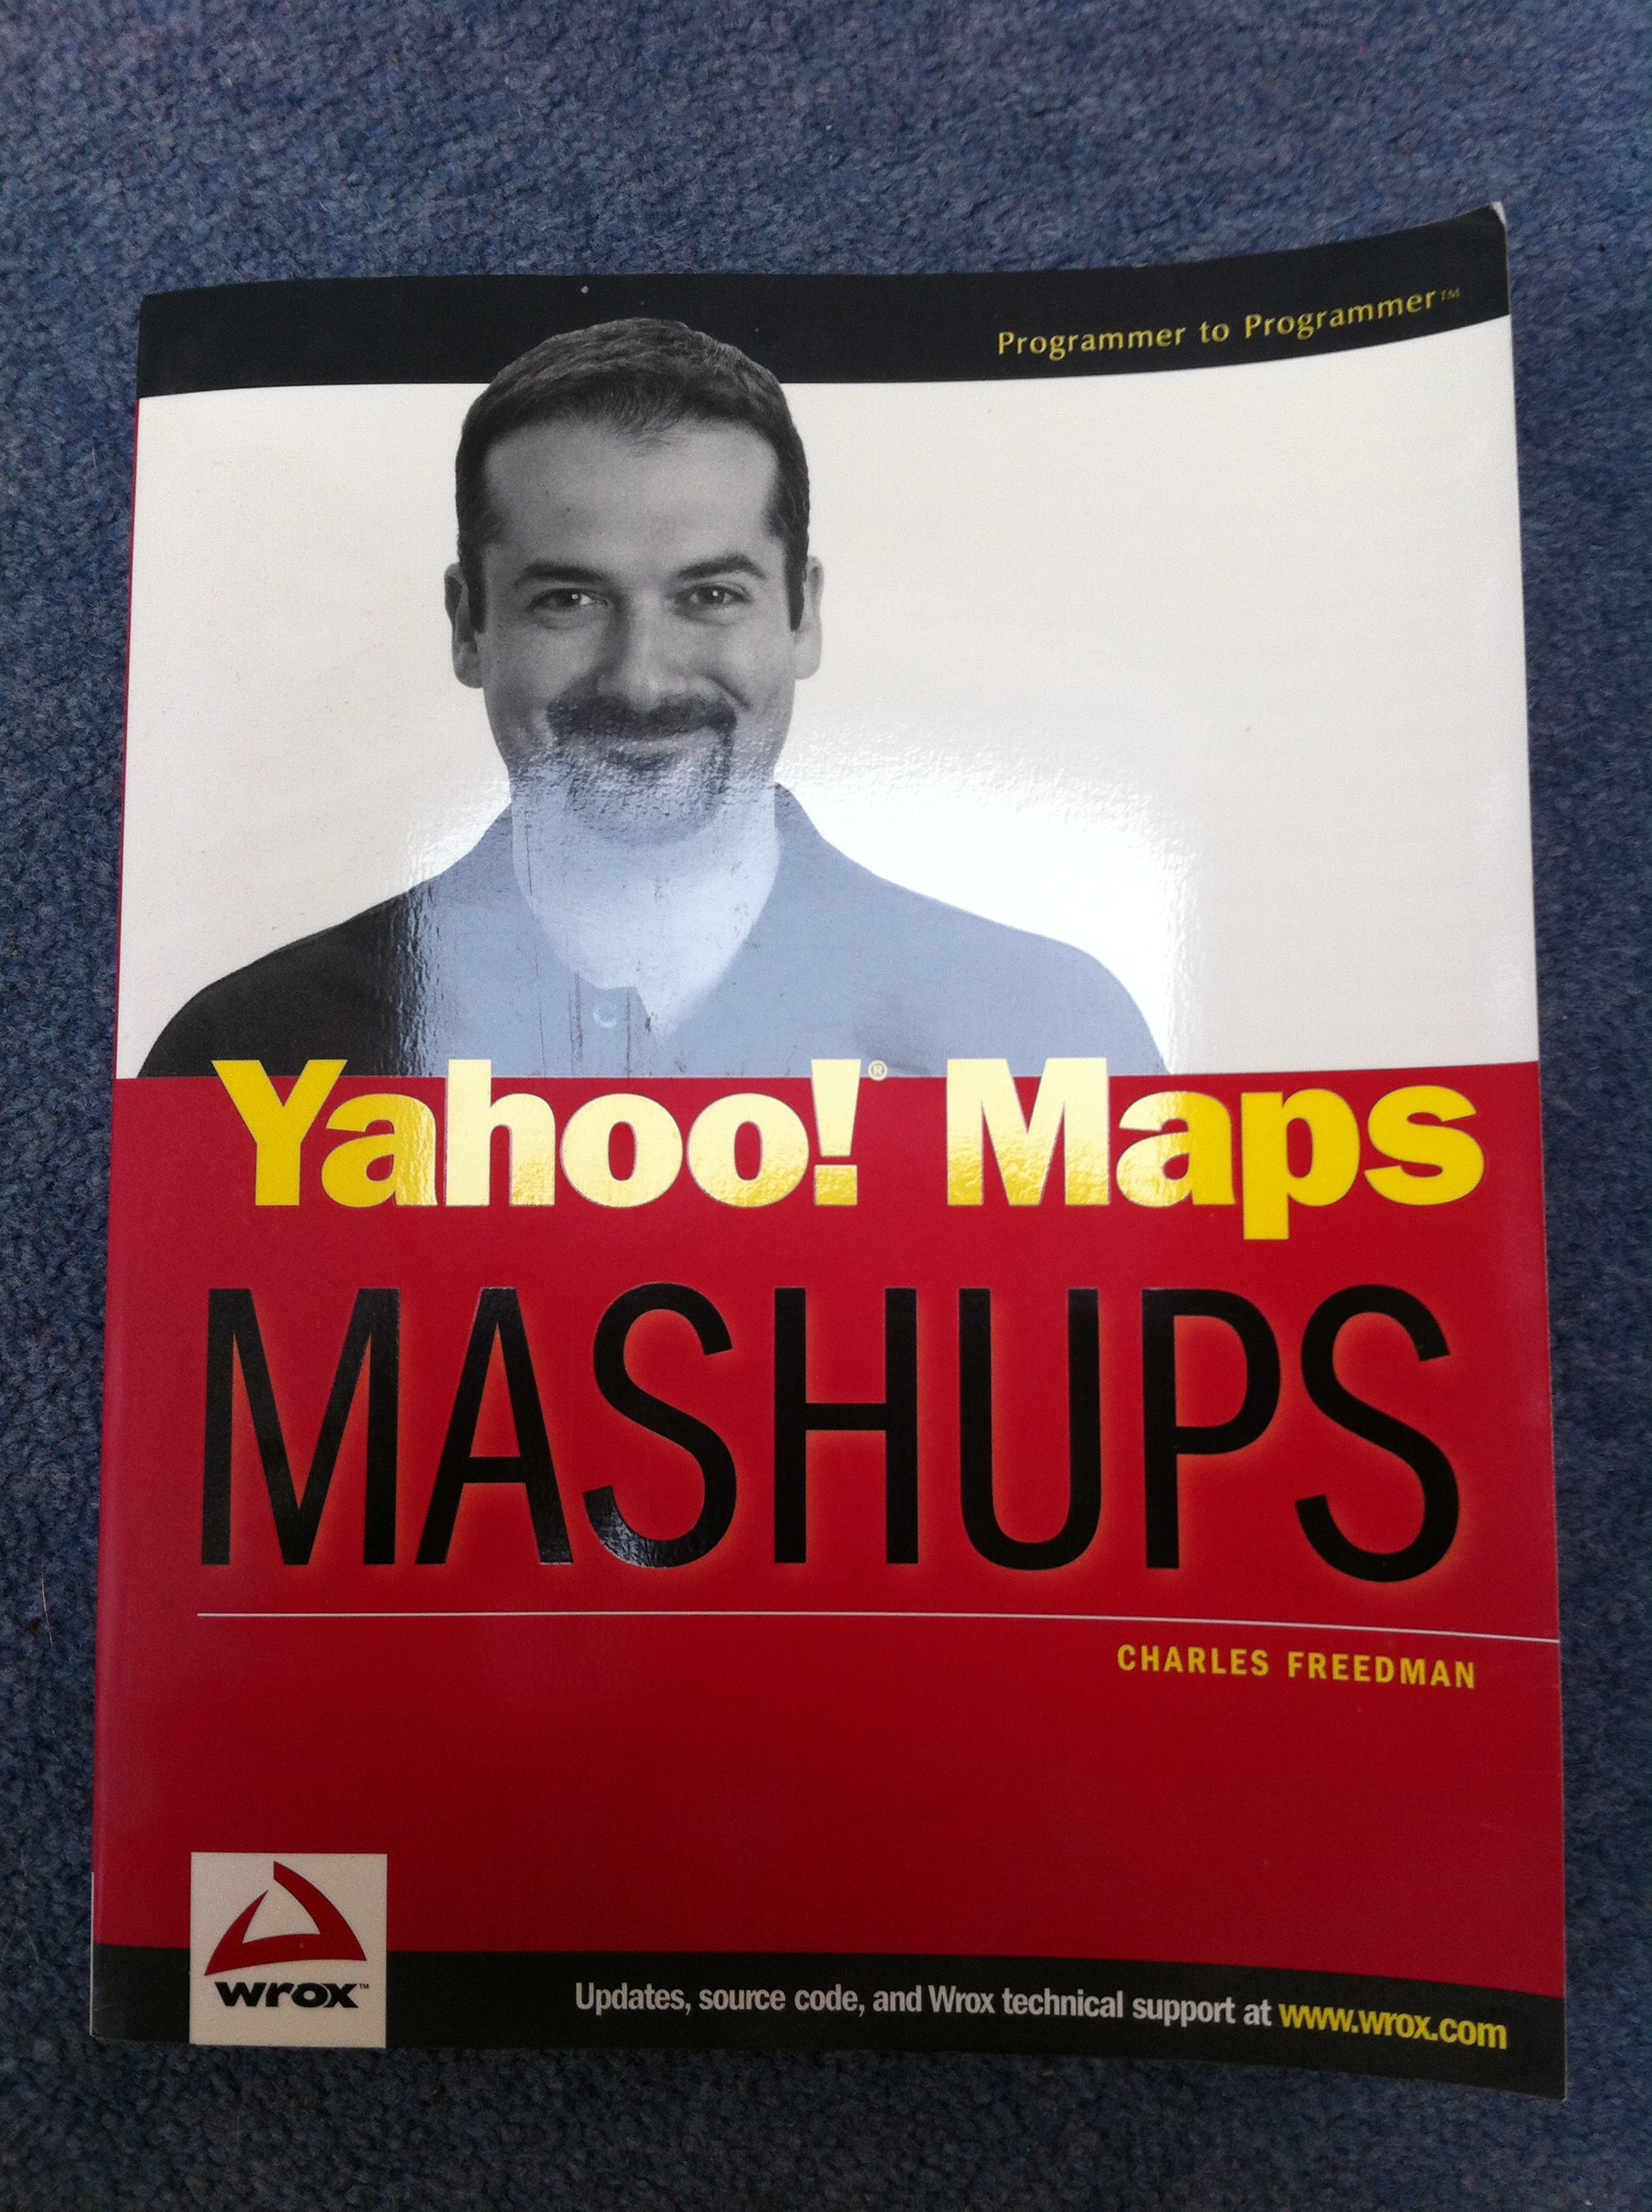 Programmer to Programmer™
Yahoo!® Maps
MASHUPS
CHARLES FREEDMAN
wrox™
Updates, source code, and Wrox technical support at www.wrox.com